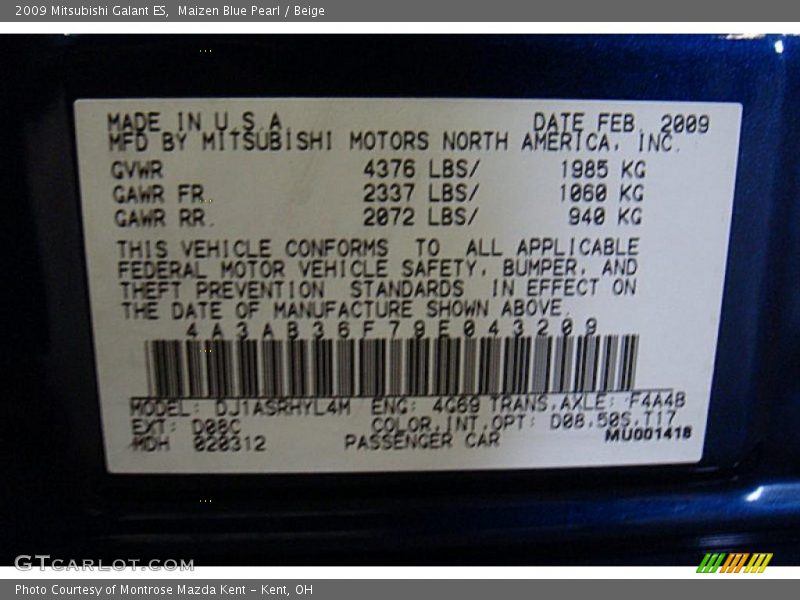 2009 Mitsubishi Galant ES, Maizen Blue Pearl / Beige
MADE IN U.S.A DATE FEB. 2009
MFD BY MITSUBISHI MOTORS NORTH AMERICA, INC.
GVWR 4376 LBS/ 1985 KG
GAWR FR. 2337 LBS/ 1060 KG
GAWR RR. 2072 LBS/ 940 KG
THIS VEHICLE CONFORMS TO ALL APPLICABLE
FEDERAL MOTOR VEHICLE SAFETY, BUMPER, AND
THEFT PREVENTION STANDARDS IN EFFECT ON
THE DATE OF MANUFACTURE SHOWN ABOVE.
4A3AB36F79E043209
MODEL: DJ1ASRHYL4M ENG: 4G69 TRANS.AXLE: F4A4B
EXT: D08C COLOR,INT,OPT: D08,50S,T17
MDH 020312 PASSENGER CAR MU001418
GTCARLOT.COM
Photo Courtesy of Montrose Mazda Kent - Kent, OH